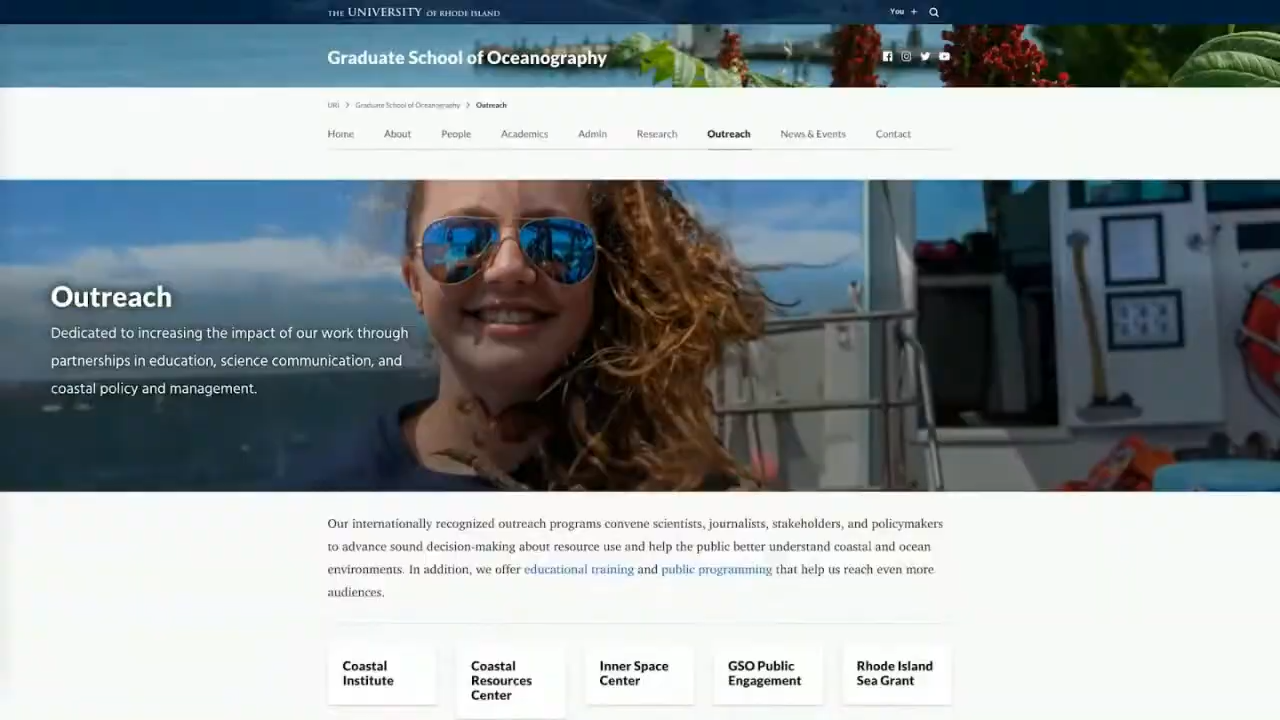 THE UNIVERSITY OF RHODE ISLAND
You +
Graduate School of Oceanography
URI > Graduate School of Oceanography > Outreach
Home About People Academics Admin Research Outreach News & Events Contact
Outreach
Dedicated to increasing the impact of our work through
partnerships in education, science communication, and
coastal policy and management.
Our internationally recognized outreach programs convene scientists, journalists, stakeholders, and policymakers
to advance sound decision-making about resource use and help the public better understand coastal and ocean
environments. In addition, we offer educational training and public programming that help us reach even more
audiences.
Coastal
Institute
Coastal
Resources
Center
Inner Space
Center
GSO Public
Engagement
Rhode Island
Sea Grant